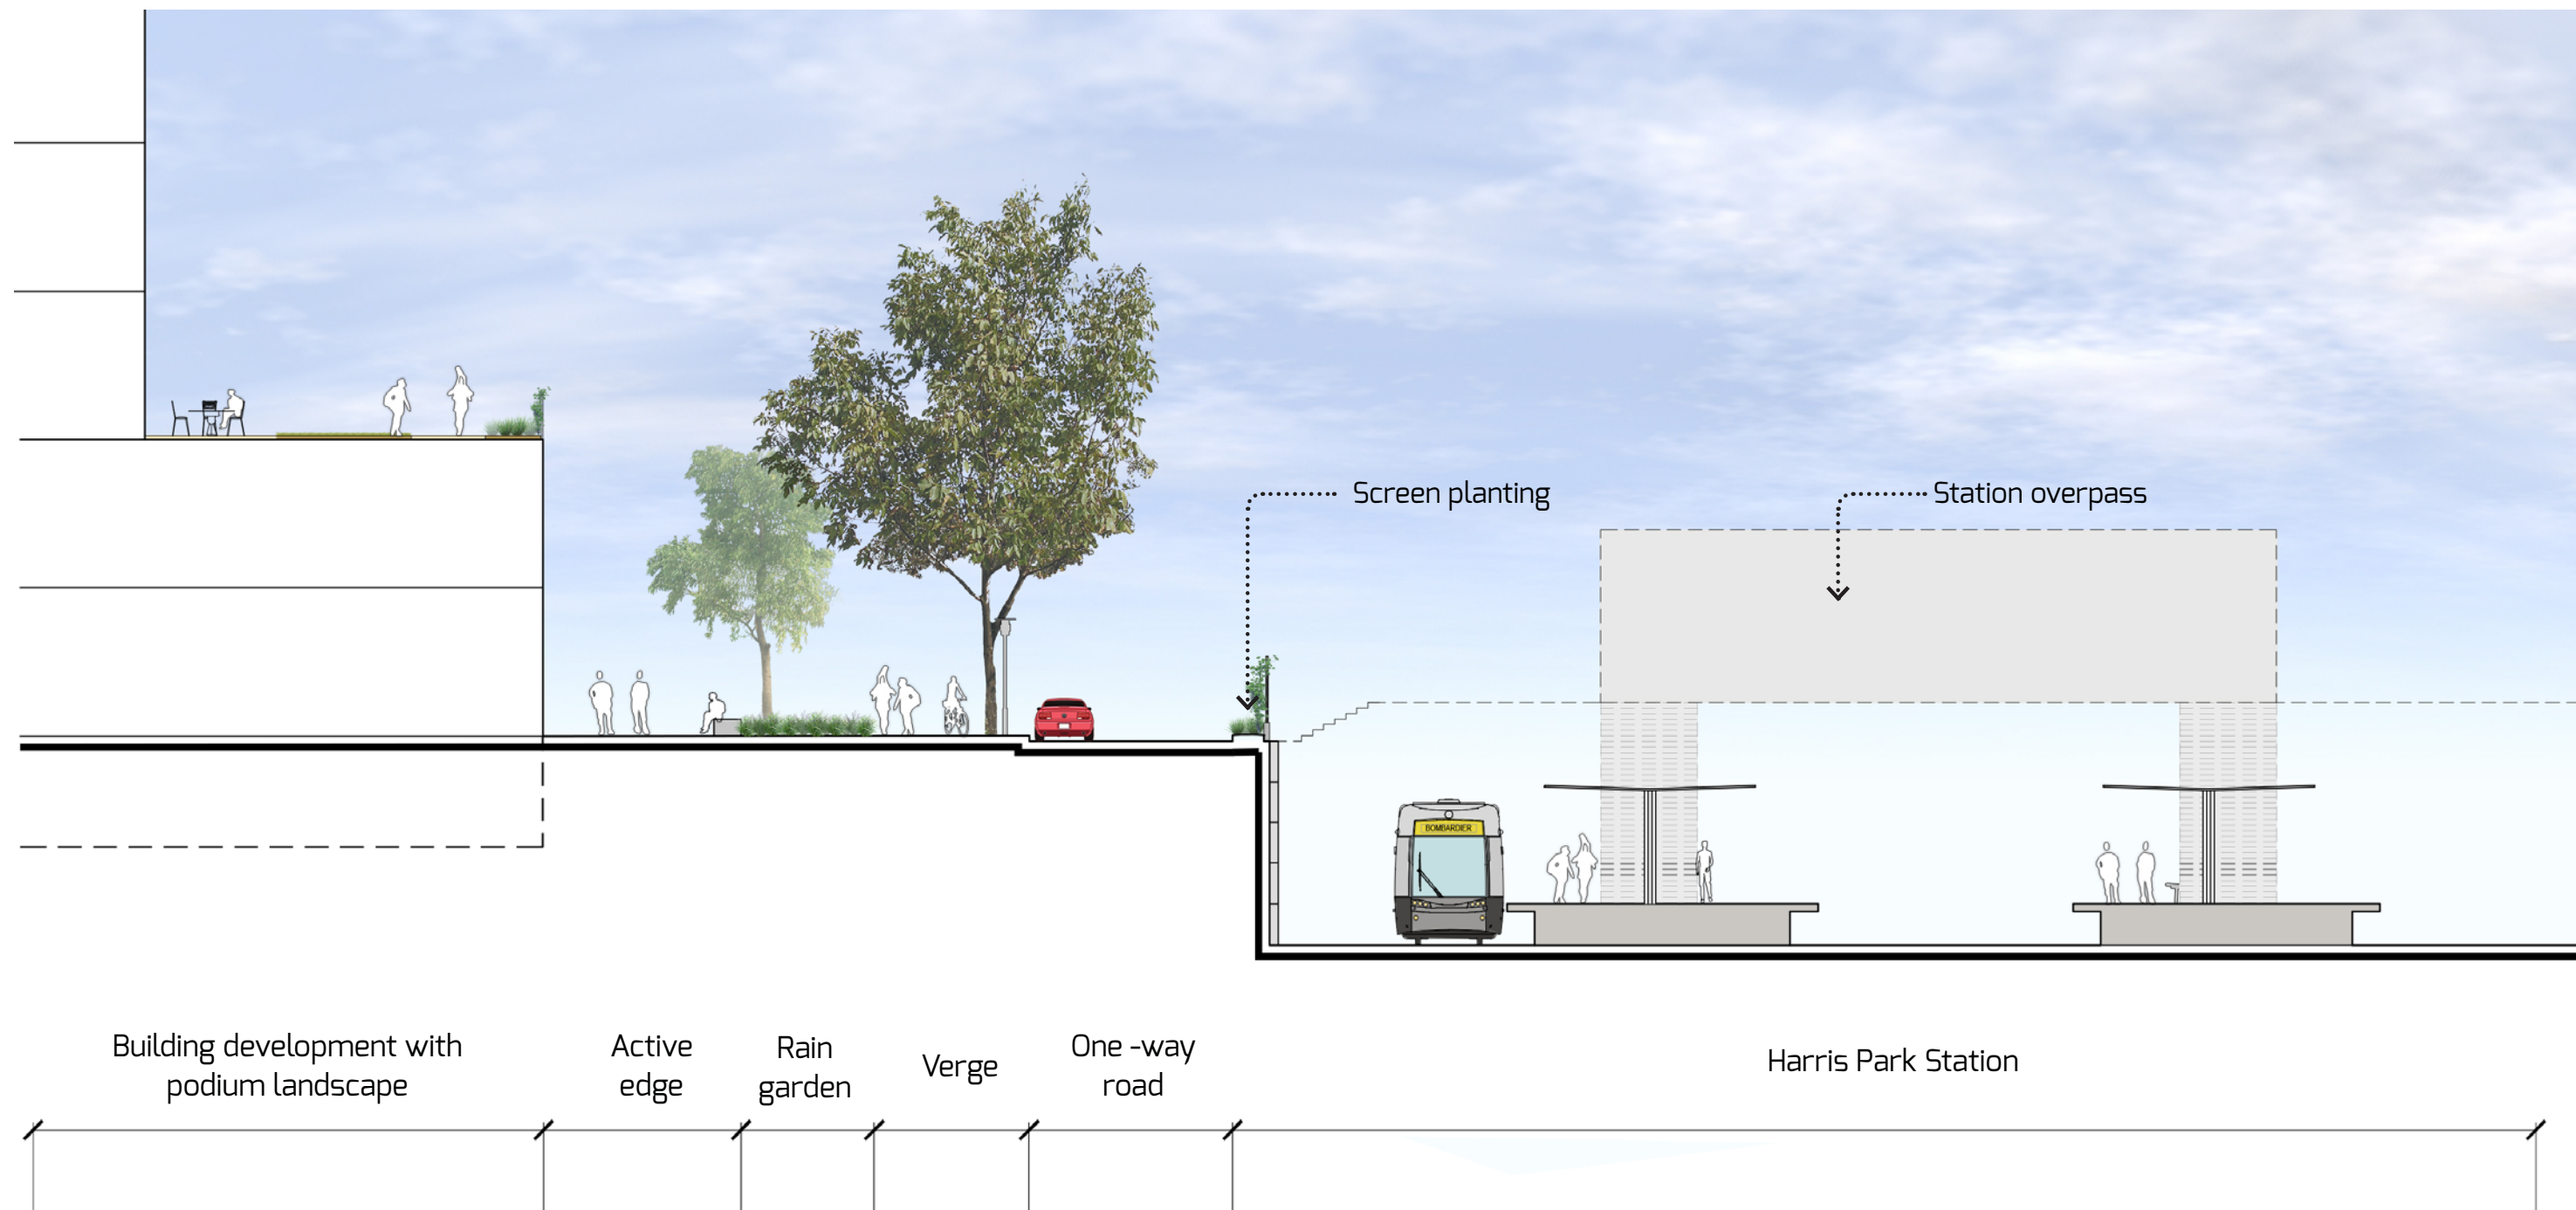 Screen planting
Station overpass
BOMBARDIER
Building development with
podium landscape
Active
edge
Rain
garden
Verge
One -way
road
Harris Park Station